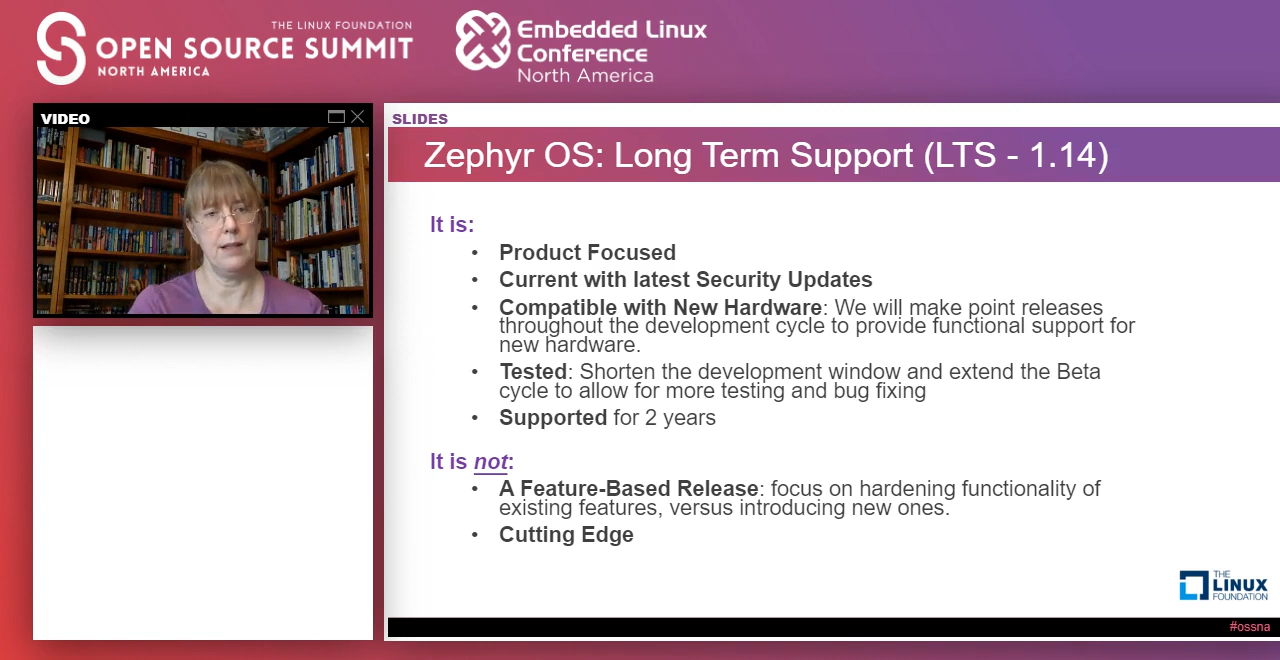 THE LINUX FOUNDATION
OPEN SOURCE SUMMIT
NORTH AMERICA
Embedded Linux
Conference
North America
VIDEO
SLIDES
Zephyr OS: Long Term Support (LTS - 1.14)
It is:
• Product Focused
• Current with latest Security Updates
• Compatible with New Hardware: We will make point releases
throughout the development cycle to provide functional support for
new hardware.
• Tested: Shorten the development window and extend the Beta
cycle to allow for more testing and bug fixing
• Supported for 2 years
It is not:
• A Feature-Based Release: focus on hardening functionality of
existing features, versus introducing new ones.
• Cutting Edge
THE
LINUX
FOUNDATION
#ossna